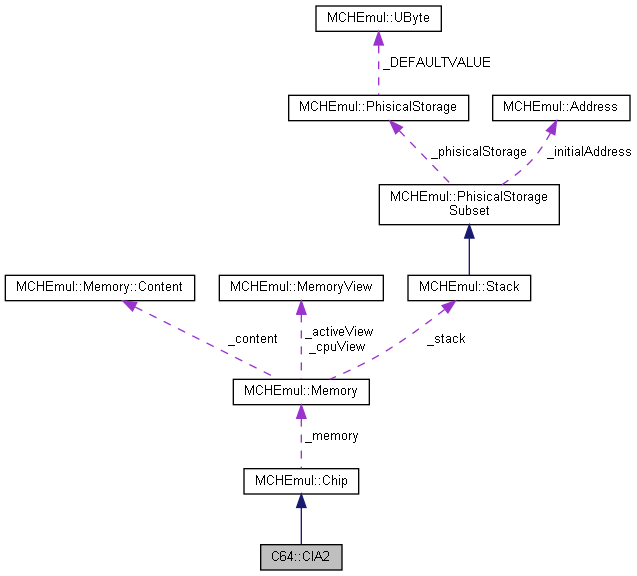 MCHEmul::UByte
_DEFAULTVALUE
MCHEmul::PhisicalStorage
MCHEmul::Address
_phisicalStorage
_initialAddress
MCHEmul::PhisicalStorage
Subset
MCHEmul::Memory::Content
MCHEmul::MemoryView
MCHEmul::Stack
_content
_activeView
_cpuView
_stack
MCHEmul::Memory
_memory
MCHEmul::Chip
C64::CIA2